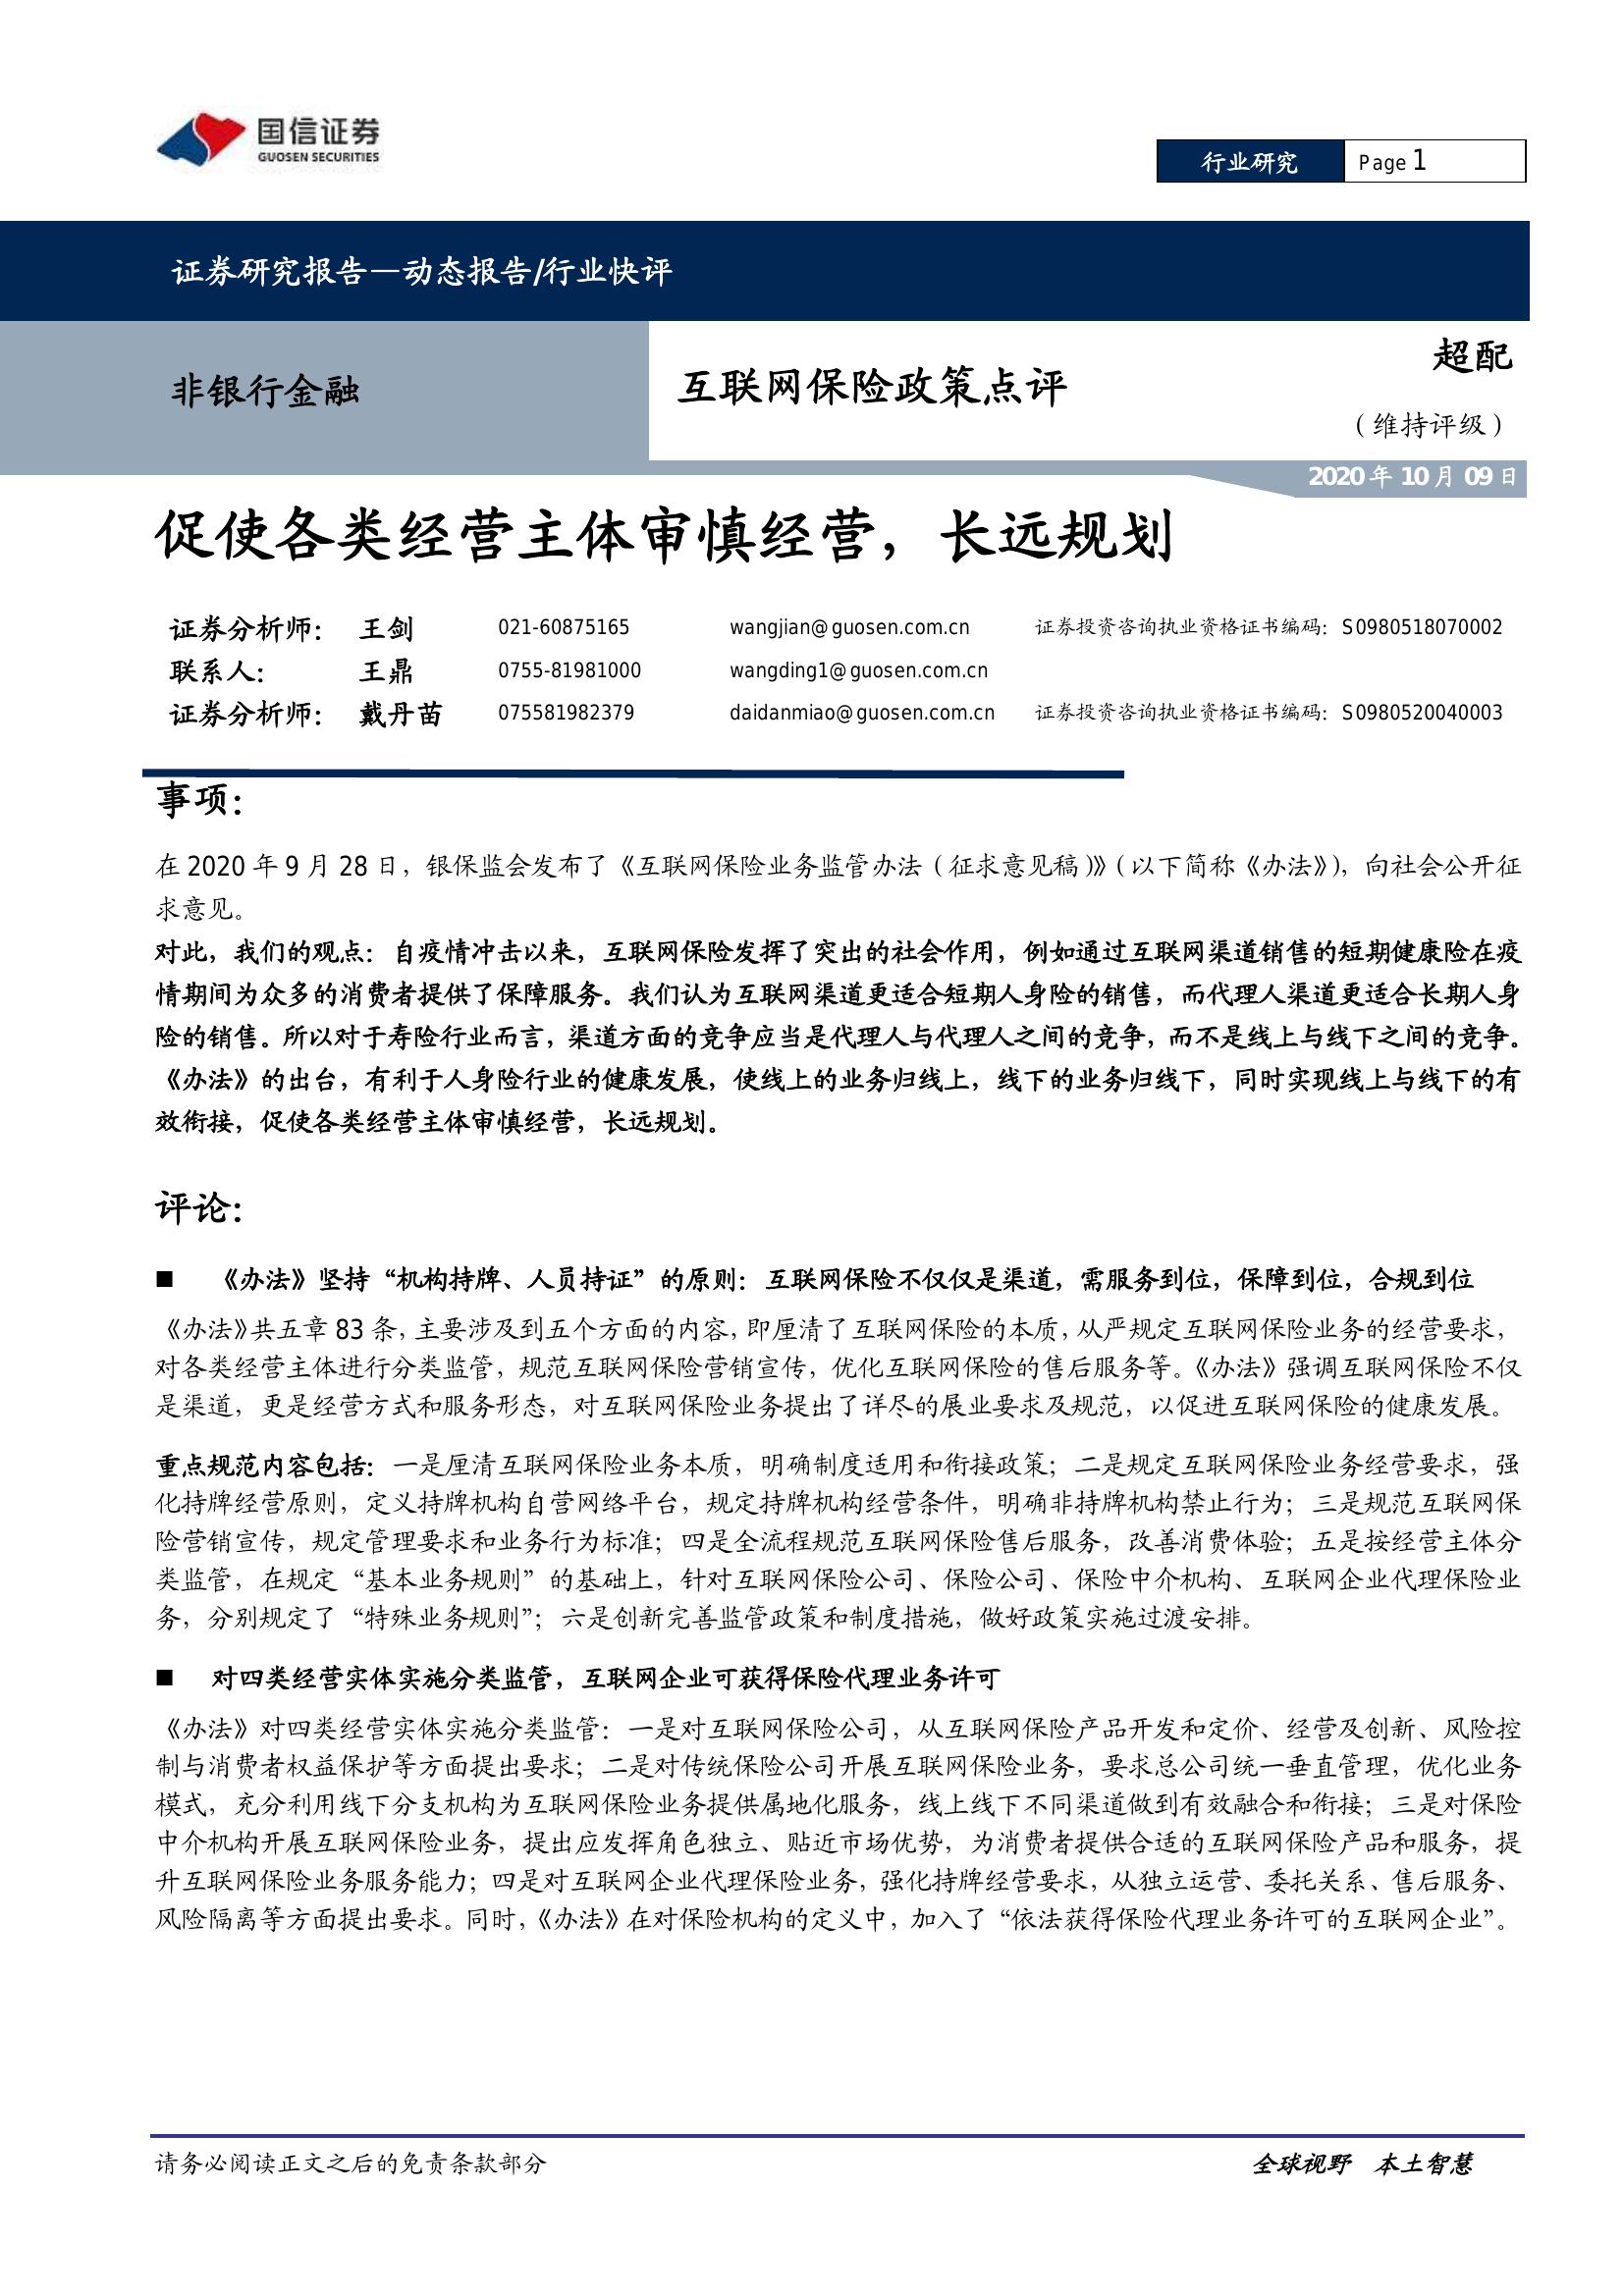 国信证券
GUOSEN SECURITIES
行业研究 Page 1
证券研究报告—动态报告/行业快评
非银行金融
互联网保险政策点评
超配
（维持评级）
2020 年 10 月 09 日
促使各类经营主体审慎经营，长远规划
证券分析师： 王剑 021-60875165 wangjian@guosen.com.cn 证券投资咨询执业资格证书编码：S0980518070002
联系人： 王鼎 0755-81981000 wangding1@guosen.com.cn
证券分析师： 戴丹苗 075581982379 daidanmiao@guosen.com.cn 证券投资咨询执业资格证书编码：S0980520040003
事项：
在 2020 年 9 月 28 日，银保监会发布了《互联网保险业务监管办法（征求意见稿）》（以下简称《办法》），向社会公开征
求意见。
对此，我们的观点：自疫情冲击以来，互联网保险发挥了突出的社会作用，例如通过互联网渠道销售的短期健康险在疫
情期间为众多的消费者提供了保障服务。我们认为互联网渠道更适合短期人身险的销售，而代理人渠道更适合长期人身
险的销售。所以对于寿险行业而言，渠道方面的竞争应当是代理人与代理人之间的竞争，而不是线上与线下之间的竞争。
《办法》的出台，有利于人身险行业的健康发展，使线上的业务归线上，线下的业务归线下，同时实现线上与线下的有
效衔接，促使各类经营主体审慎经营，长远规划。
评论：
■ 《办法》坚持“机构持牌、人员持证”的原则：互联网保险不仅仅是渠道，需服务到位，保障到位，合规到位
《办法》共五章 83 条，主要涉及到五个方面的内容，即厘清了互联网保险的本质，从严规定互联网保险业务的经营要求，
对各类经营主体进行分类监管，规范互联网保险营销宣传，优化互联网保险的售后服务等。《办法》强调互联网保险不仅
是渠道，更是经营方式和服务形态，对互联网保险业务提出了详尽的展业要求及规范，以促进互联网保险的健康发展。
重点规范内容包括：一是厘清互联网保险业务本质，明确制度适用和衔接政策；二是规定互联网保险业务经营要求，强
化持牌经营原则，定义持牌机构自营网络平台，规定持牌机构经营条件，明确非持牌机构禁止行为；三是规范互联网保
险营销宣传，规定管理要求和业务行为标准；四是全流程规范互联网保险售后服务，改善消费体验；五是按经营主体分
类监管，在规定“基本业务规则”的基础上，针对互联网保险公司、保险公司、保险中介机构、互联网企业代理保险业
务，分别规定了“特殊业务规则”；六是创新完善监管政策和制度措施，做好政策实施过渡安排。
■ 对四类经营实体实施分类监管，互联网企业可获得保险代理业务许可
《办法》对四类经营实体实施分类监管：一是对互联网保险公司，从互联网保险产品开发和定价、经营及创新、风险控
制与消费者权益保护等方面提出要求；二是对传统保险公司开展互联网保险业务，要求总公司统一垂直管理，优化业务
模式，充分利用线下分支机构为互联网保险业务提供属地化服务，线上线下不同渠道做到有效融合和衔接；三是对保险
中介机构开展互联网保险业务，提出应发挥角色独立、贴近市场优势，为消费者提供合适的互联网保险产品和服务，提
升互联网保险业务服务能力；四是对互联网企业代理保险业务，强化持牌经营要求，从独立运营、委托关系、售后服务、
风险隔离等方面提出要求。同时，《办法》在对保险机构的定义中，加入了“依法获得保险代理业务许可的互联网企业”。
请务必阅读正文之后的免责条款部分 全球视野 本土智慧